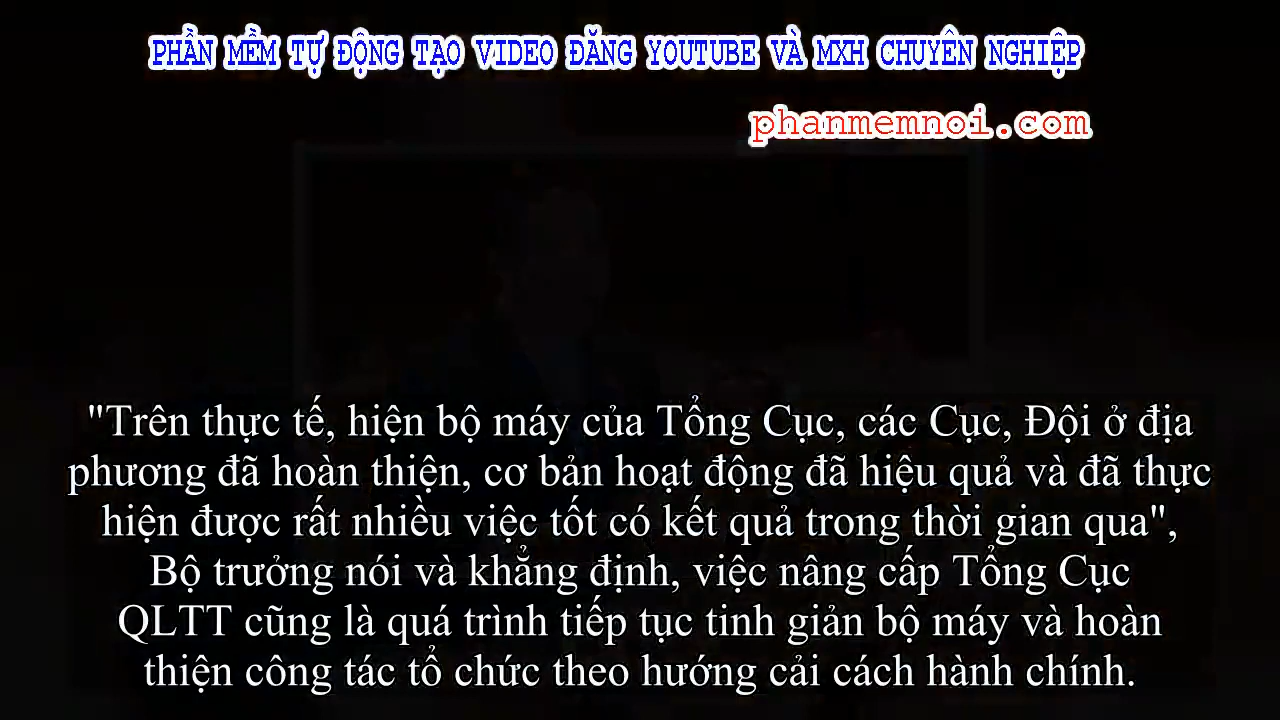 PHẦN MỀM TỰ ĐỘNG TẠO VIDEO ĐĂNG YOUTUBE VÀ MXH CHUYÊN NGHIỆP
phanmemnoi.com
"Trên thực tế, hiện bộ máy của Tổng Cục, các Cục, Đội ở địa
phương đã hoàn thiện, cơ bản hoạt động đã hiệu quả và đã thực
hiện được rất nhiều việc tốt có kết quả trong thời gian qua",
Bộ trưởng nói và khẳng định, việc nâng cấp Tổng Cục
QLTT cũng là quá trình tiếp tục tinh giản bộ máy và hoàn
thiện công tác tổ chức theo hướng cải cách hành chính.